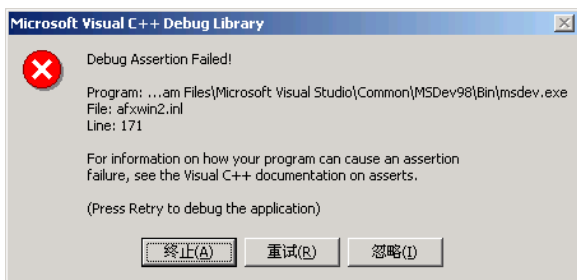 Microsoft Visual C++ Debug Library
Debug Assertion Failed!
Program: ...am Files\Microsoft Visual Studio\Common\MSDev98\Bin\msdev.exe
File: afxwin2.inl
Line: 171
For information on how your program can cause an assertion
failure, see the Visual C++ documentation on asserts.
(Press Retry to debug the application)
终止(A) 重试(R) 忽略(I)